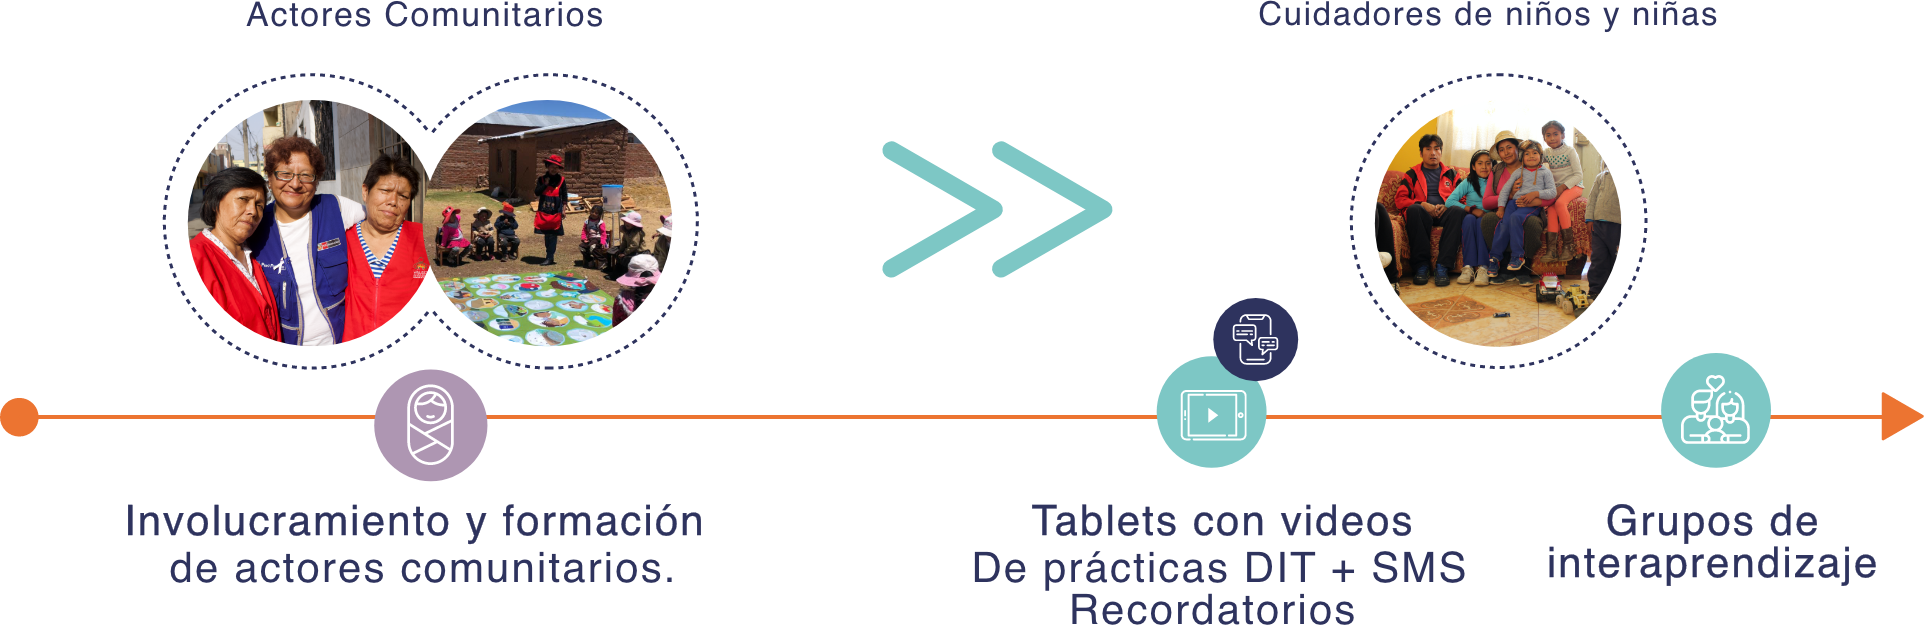 Actores Comunitarios
Cuidadores de niños y niñas
Involucramiento y formación
de actores comunitarios.
Tablets con videos
De prácticas DIT + SMS
Recordatorios
Grupos de
interaprendizaje